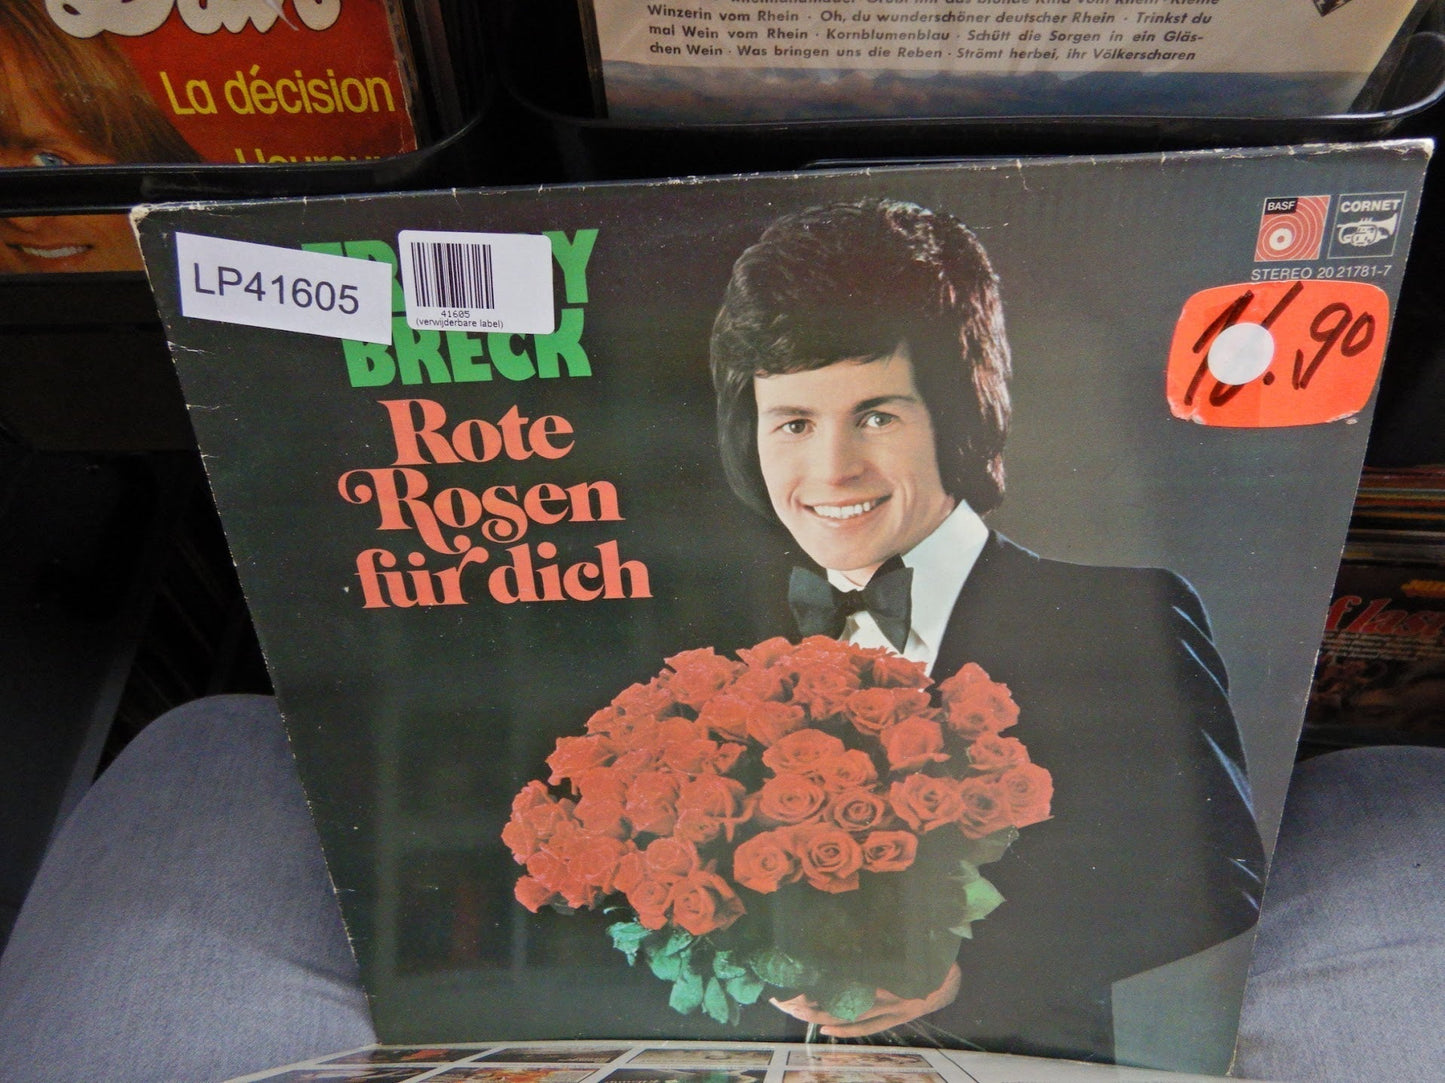 La décision
Winzerin vom Rhein · Oh, du wunderschöner deutscher Rhein · Trinkst du
mal Wein vom Rhein · Kornblumenblau · Schütt die Sorgen in ein Gläs-
chen Wein · Was bringen uns die Reben · Strömt herbei, ihr Völkerscharen
BASF
CORNET
STEREO 20 21781-7
LP41605
41605
(verwijderbare label)
BRECK
Rote
Rosen
für dich